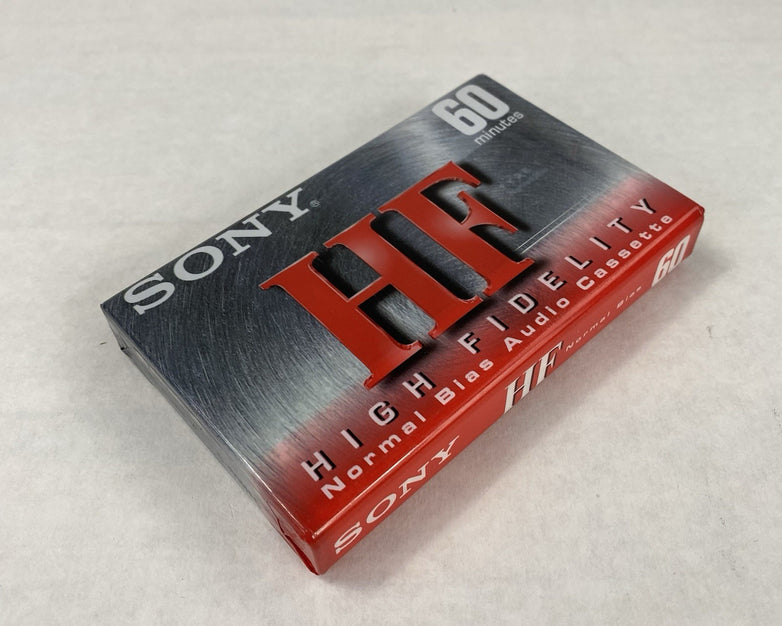 SONY®
60
minutes
HF
HIGH FIDELITY
Normal Bias Audio Cassette
SONY
HF
Normal Bias
60